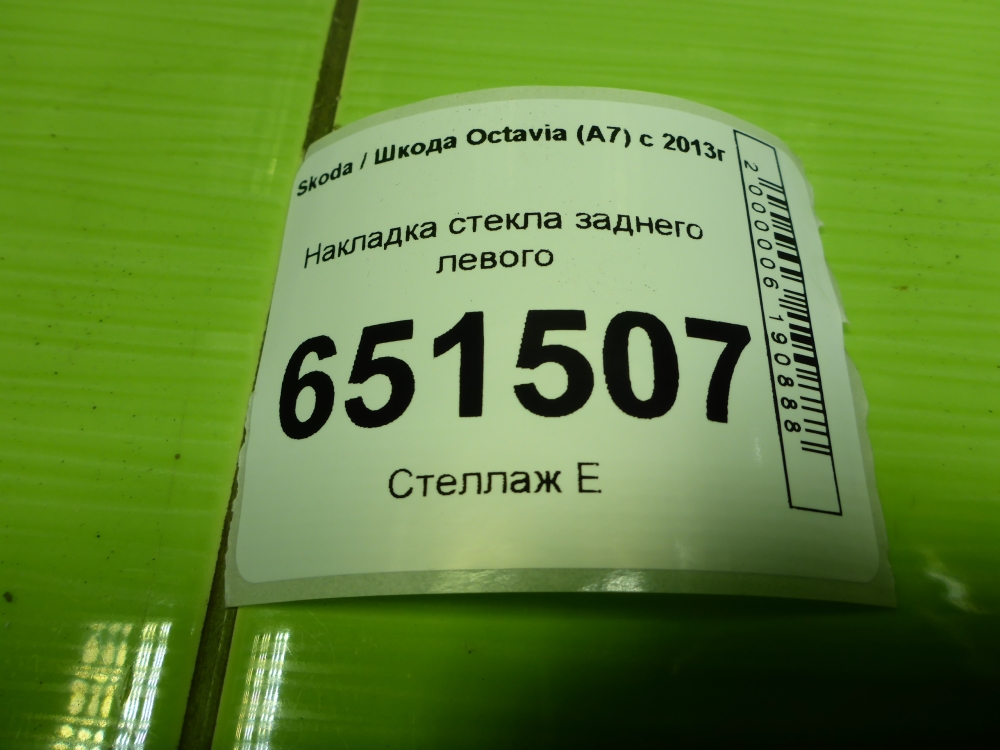 Skoda / Шкода Octavia (A7) с 2013г
Накладка стекла заднего
левого
651507
Стеллаж Е
2000006190888